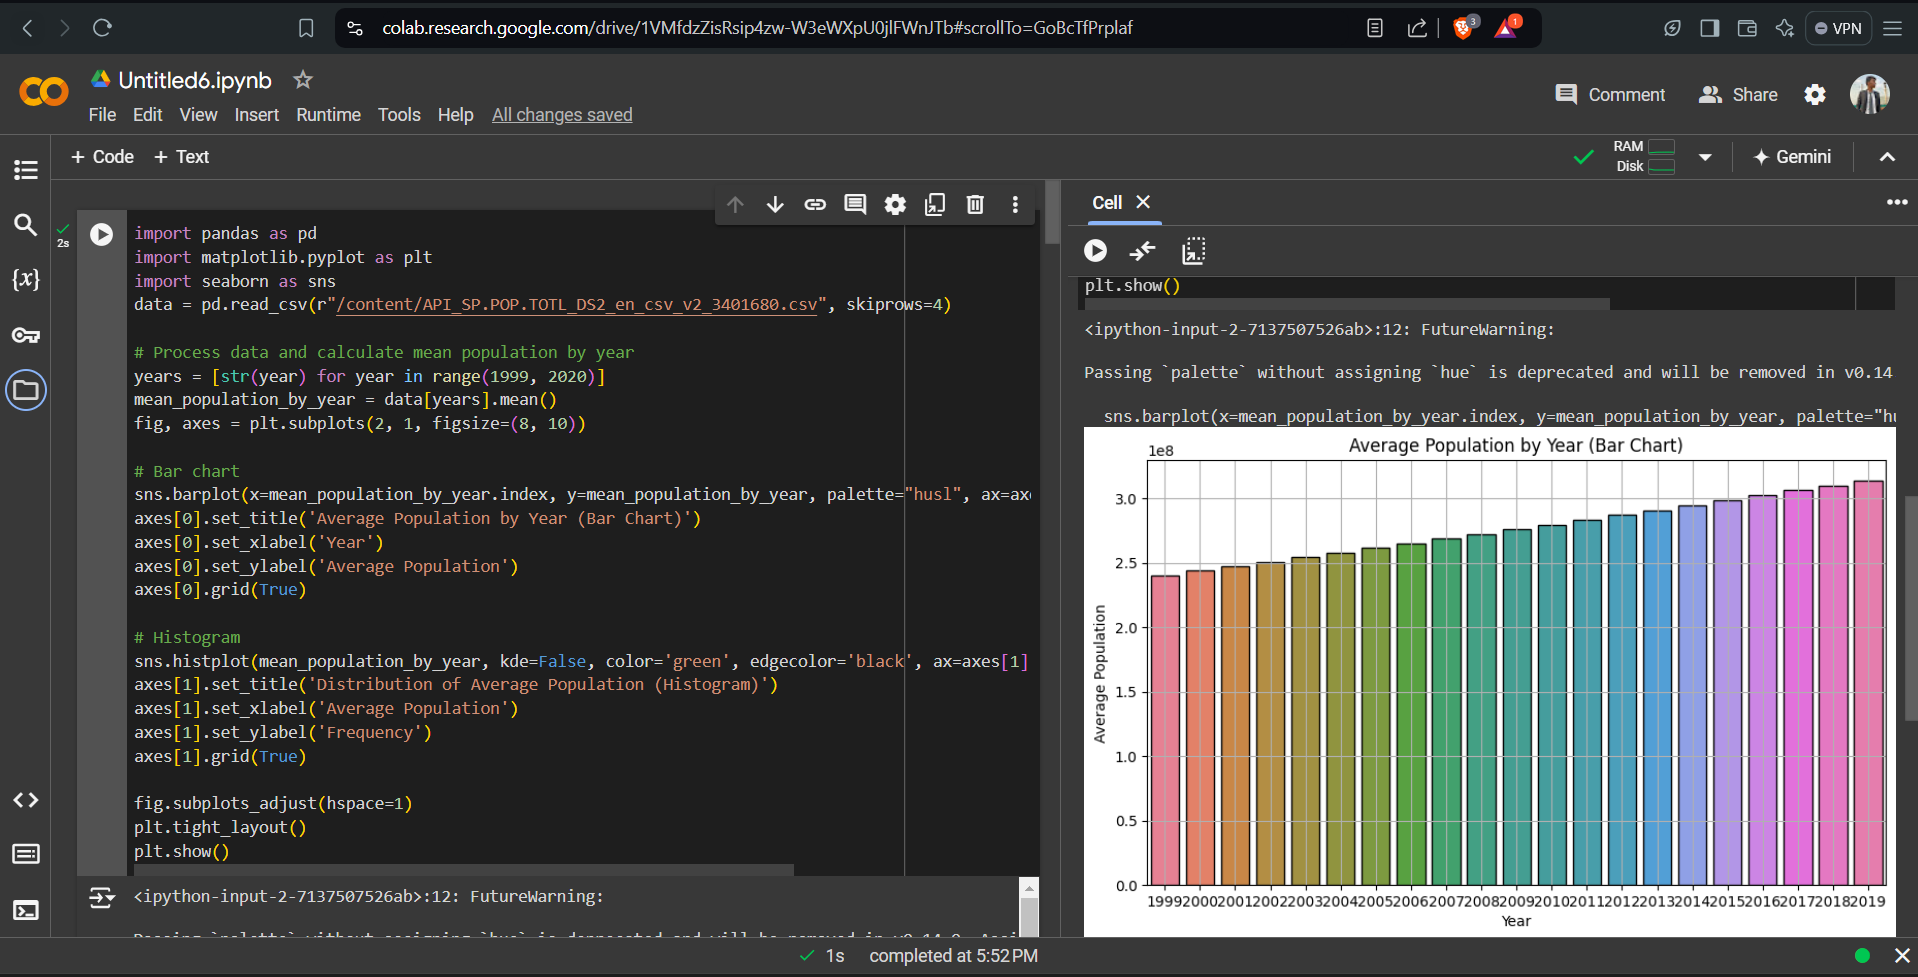 colab.research.google.com/drive/1VMfdzZisRsip4zw-W3eWXpU0jlFWnJTb#scrollTo=GoBcTfPrplaf
3
1
VPN
CO
Untitled6.ipynb
File Edit View Insert Runtime Tools Help All changes saved
Comment
Share
+ Code + Text
RAM
Disk
Gemini
{x}
2s
import pandas as pd
import matplotlib.pyplot as plt
import seaborn as sns
data = pd.read_csv(r"/content/API_SP.POP.TOTL_DS2_en_csv_v2_3401680.csv", skiprows=4)
# Process data and calculate mean population by year
years = [str(year) for year in range(1999, 2020)]
mean_population_by_year = data[years].mean()
fig, axes = plt.subplots(2, 1, figsize=(8, 10))
# Bar chart
sns.barplot(x=mean_population_by_year.index, y=mean_population_by_year, palette="husl", ax=ax
axes[0].set_title('Average Population by Year (Bar Chart)')
axes[0].set_xlabel('Year')
axes[0].set_ylabel('Average Population')
axes[0].grid(True)
# Histogram
sns.histplot(mean_population_by_year, kde=False, color='green', edgecolor='black', ax=axes[1]
axes[1].set_title('Distribution of Average Population (Histogram)')
axes[1].set_xlabel('Average Population')
axes[1].set_ylabel('Frequency')
axes[1].grid(True)
fig.subplots_adjust(hspace=1)
plt.tight_layout()
plt.show()
<ipython-input-2-7137507526ab>:12: FutureWarning:
Cell
plt.show()
<ipython-input-2-7137507526ab>:12: FutureWarning:
Passing `palette` without assigning `hue` is deprecated and will be removed in v0.14
sns.barplot(x=mean_population_by_year.index, y=mean_population_by_year, palette="hu
Average Population by Year (Bar Chart)
1e8
3.0
2.5
2.0
1.5
1.0
0.5
0.0
Average Population
1999 2000 2001 2002 2003 2004 2005 2006 2007 2008 2009 2010 2011 2012 2013 2014 2015 2016 2017 2018 2019
Year
1s completed at 5:52 PM